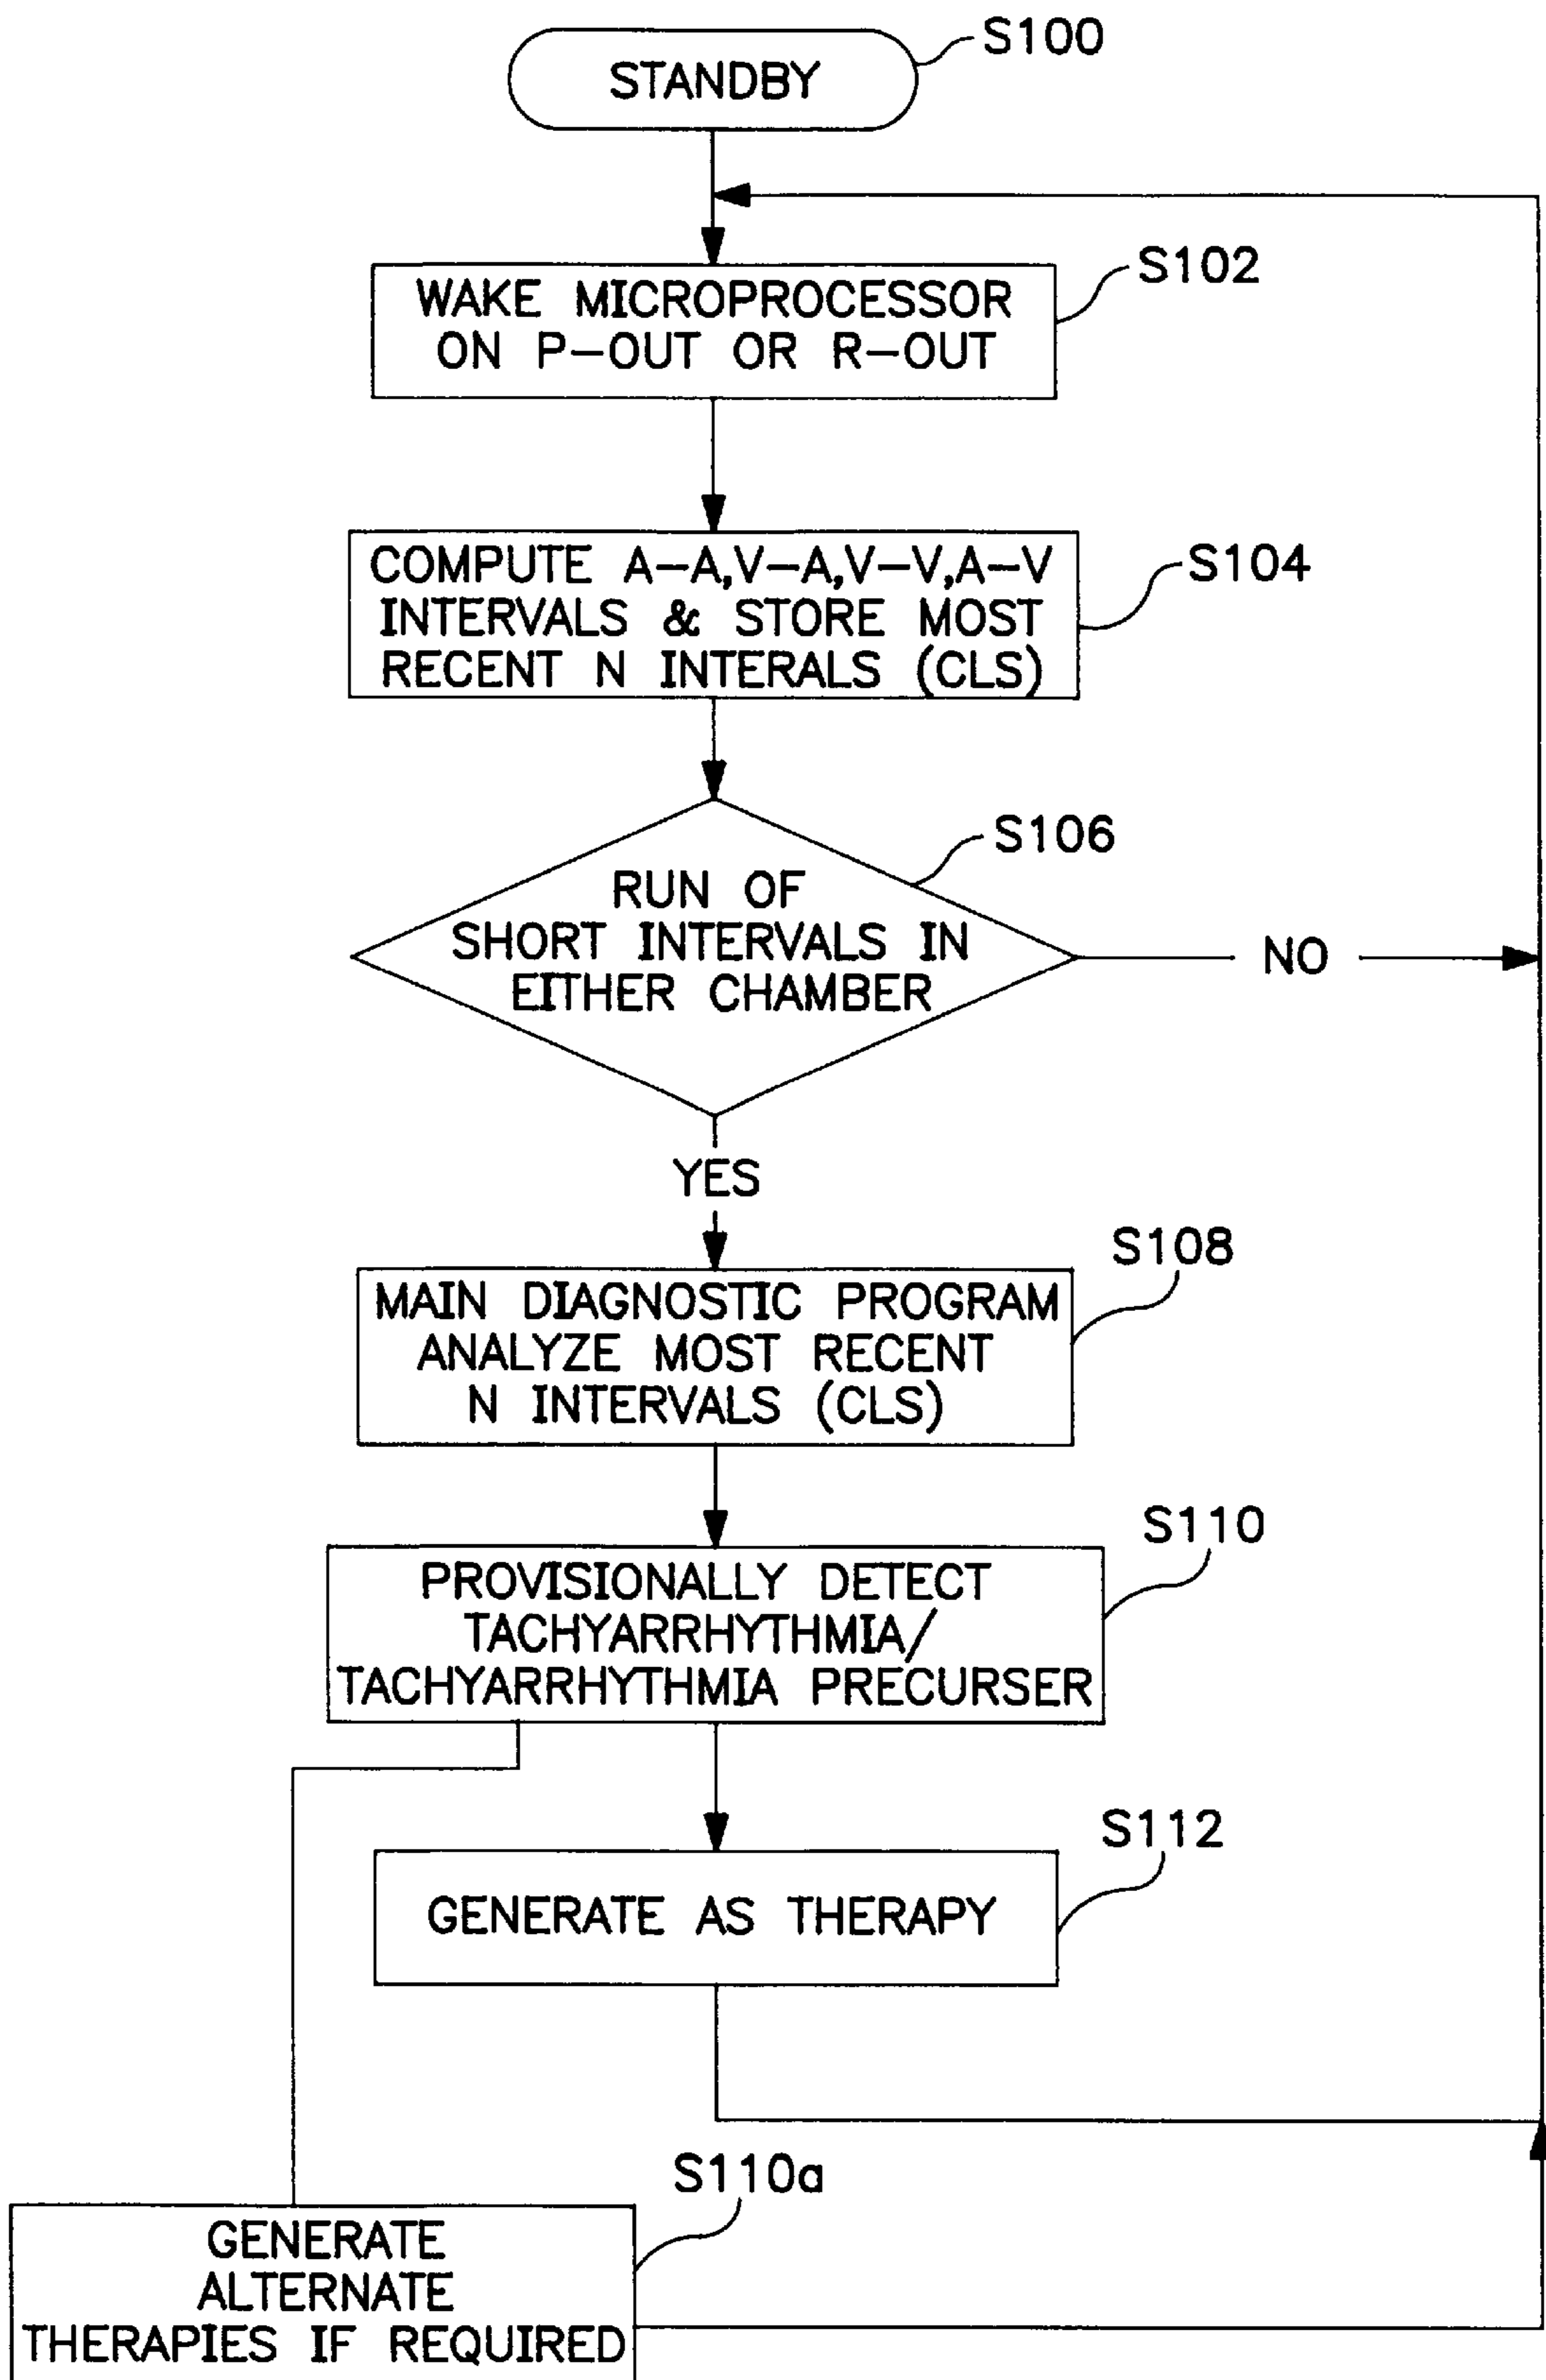 S100
STANDBY
S102
WAKE MICROPROCESSOR
ON P-OUT OR R-OUT
S104
COMPUTE A-A,V-A,V-V,A-V
INTERVALS & STORE MOST
RECENT N INTERALS (CLS)
S106
RUN OF
SHORT INTERVALS IN
EITHER CHAMBER
NO
YES
S108
MAIN DIAGNOSTIC PROGRAM
ANALYZE MOST RECENT
N INTERVALS (CLS)
S110
PROVISIONALLY DETECT
TACHYARRHYTHMIA/
TACHYARRHYTHMIA PRECURSER
S112
GENERATE AS THERAPY
S110a
GENERATE
ALTERNATE
THERAPIES IF REQUIRED